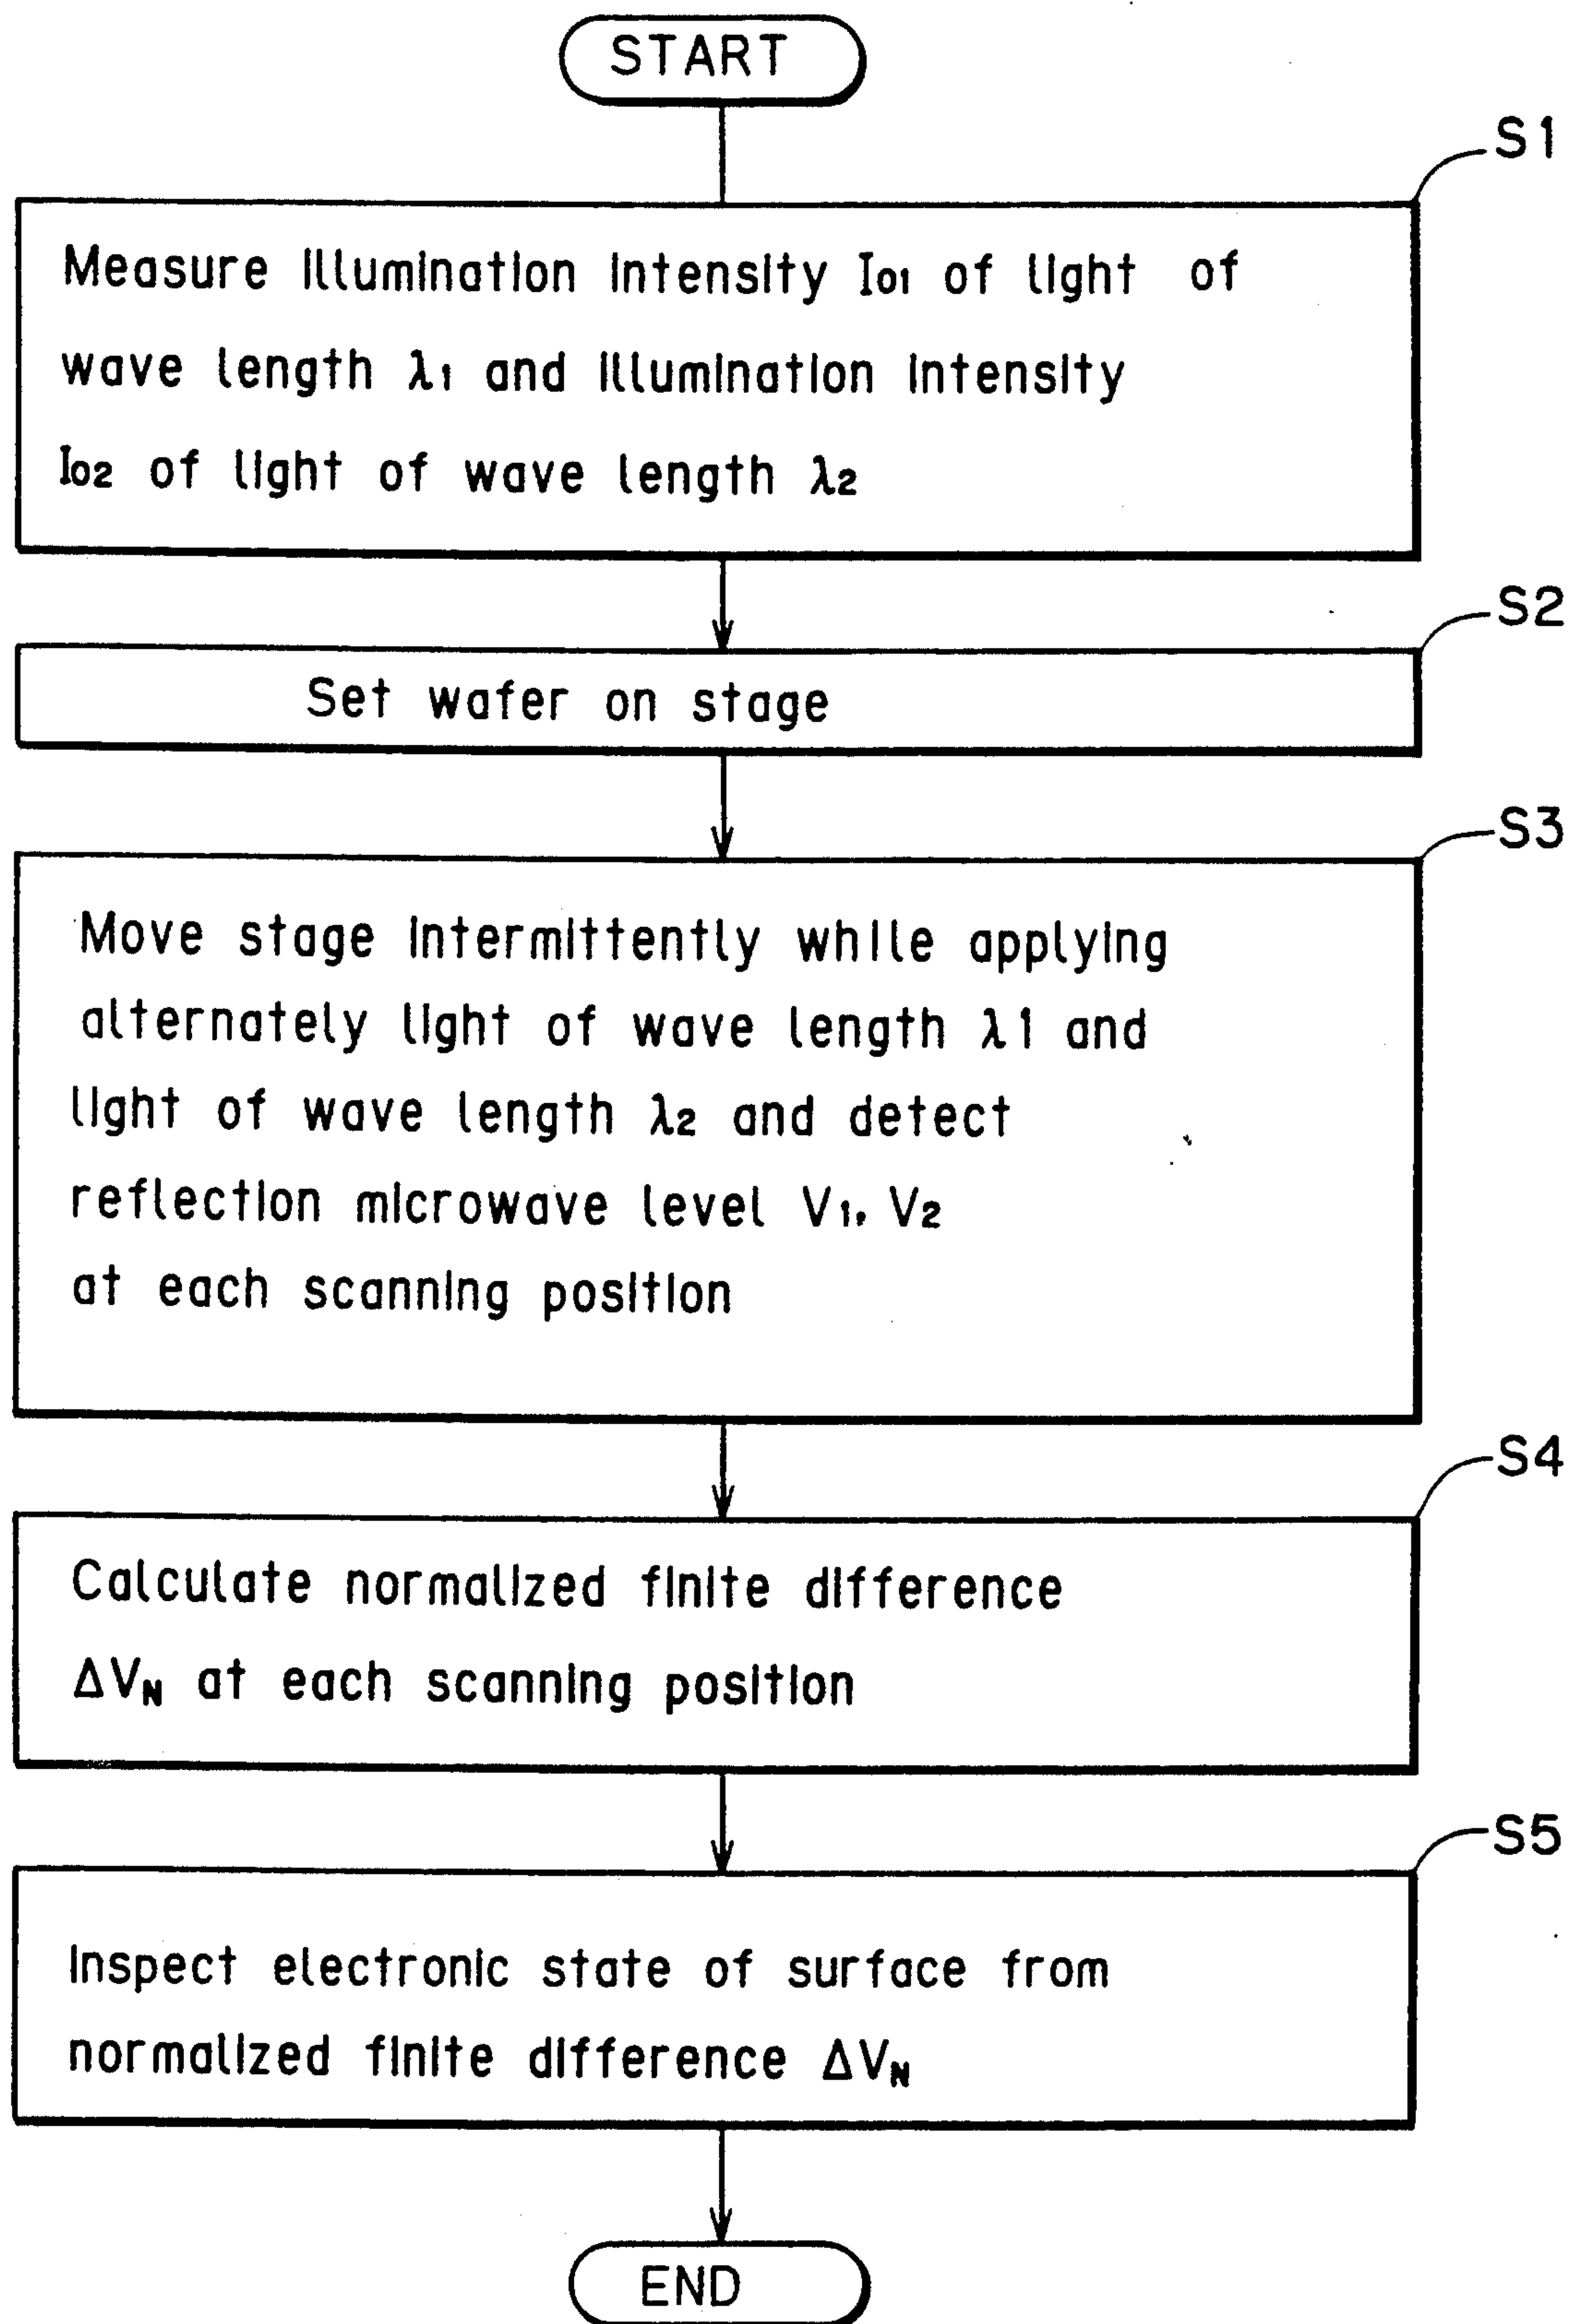 START
S1
Measure illumination intensity I₀₁ of light of
wave length λ₁ and illumination intensity
I₀₂ of light of wave length λ₂
S2
Set wafer on stage
S3
Move stage intermittently while applying
alternately light of wave length λ1 and
light of wave length λ₂ and detect
reflection microwave level V₁, V₂
at each scanning position
S4
Calculate normalized finite difference
ΔV_N at each scanning position
S5
Inspect electronic state of surface from
normalized finite difference ΔV_N
END